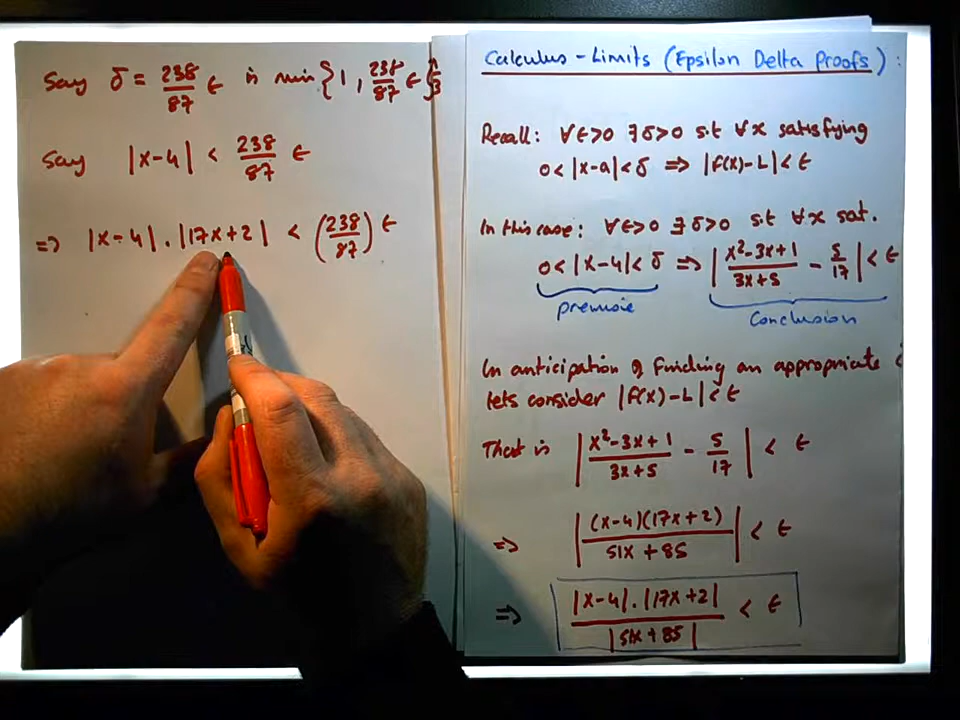 Say δ = 238/87 ϵ is min{1, 238/87 ϵ}
Say |x-4| < 238/87 ϵ
=> |x-4| . |17x+2| < (238/87) ϵ
Calculus - Limits (Epsilon Delta Proofs) :
Recall: ∀ϵ>0 ∃δ>0 s.t ∀x satisfying
0<|x-a|<δ => |f(x)-L|<ϵ
In this case: ∀ϵ>0 ∃δ>0 s.t ∀x sat.
0<|x-4|<δ => |x²-3x+1/3x+5 - 5/17|<ϵ
premise conclusion
In anticipation of finding an appropriate
lets consider |f(x)-L|<ϵ
That is |x²-3x+1/3x+5 - 5/17| < ϵ
=> |(x-4)(17x+2)/51x+85| < ϵ
=> |x-4|.|17x+2|/|51x+85| < ϵ